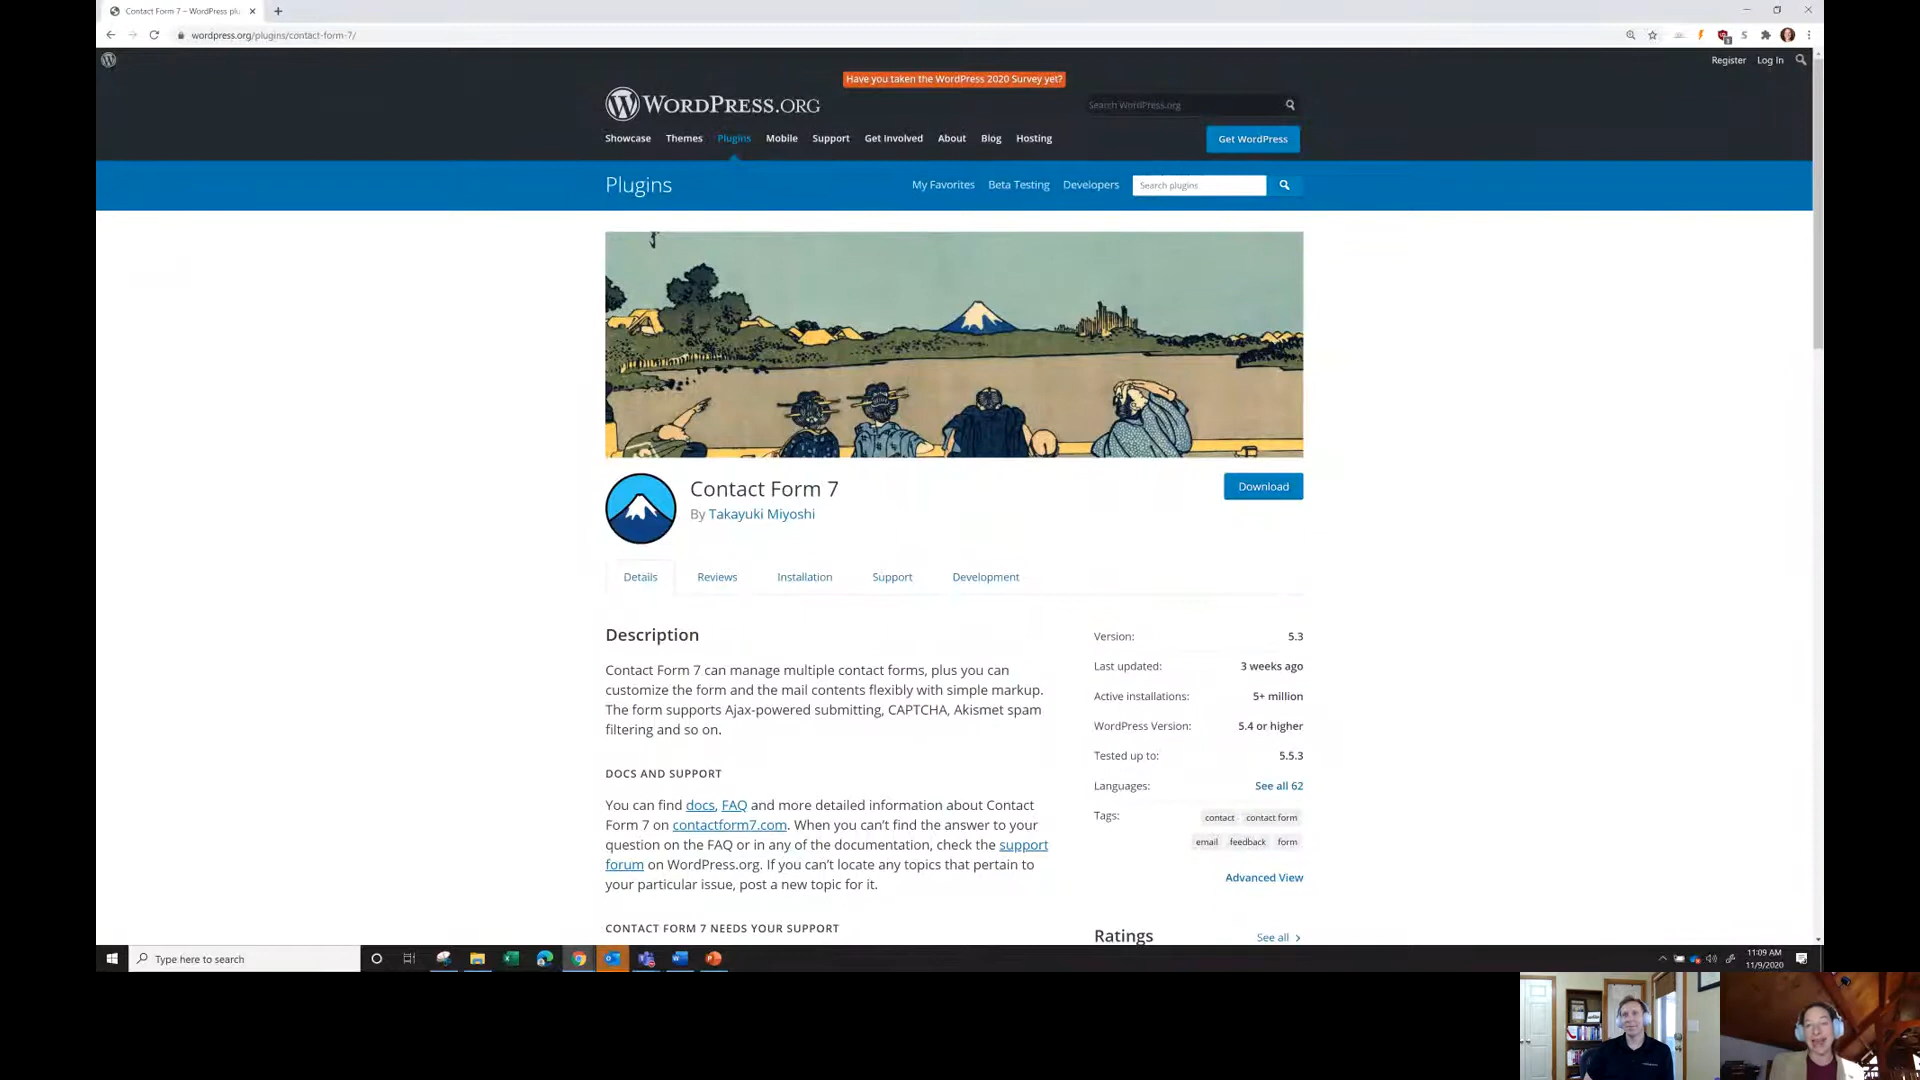 Contact Form 7 – WordPress plu
wordpress.org/plugins/contact-form-7/
Register Log In
Have you taken the WordPress 2020 Survey yet?
WORDPRESS.ORG
Search WordPress.org
Showcase Themes Plugins Mobile Support Get Involved About Blog Hosting
Get WordPress
Plugins
My Favorites Beta Testing Developers
Search plugins
Contact Form 7
By Takayuki Miyoshi
Download
Details Reviews Installation Support Development
Description
Contact Form 7 can manage multiple contact forms, plus you can
customize the form and the mail contents flexibly with simple markup.
The form supports Ajax-powered submitting, CAPTCHA, Akismet spam
filtering and so on.
DOCS AND SUPPORT
You can find docs, FAQ and more detailed information about Contact
Form 7 on contactform7.com. When you can’t find the answer to your
question on the FAQ or in any of the documentation, check the support
forum on WordPress.org. If you can’t locate any topics that pertain to
your particular issue, post a new topic for it.
CONTACT FORM 7 NEEDS YOUR SUPPORT
Version: 5.3
Last updated: 3 weeks ago
Active installations: 5+ million
WordPress Version: 5.4 or higher
Tested up to: 5.5.3
Languages: See all 62
Tags: contact contact form
email feedback form
Advanced View
Ratings
See all
Type here to search
11:09 AM
11/9/2020